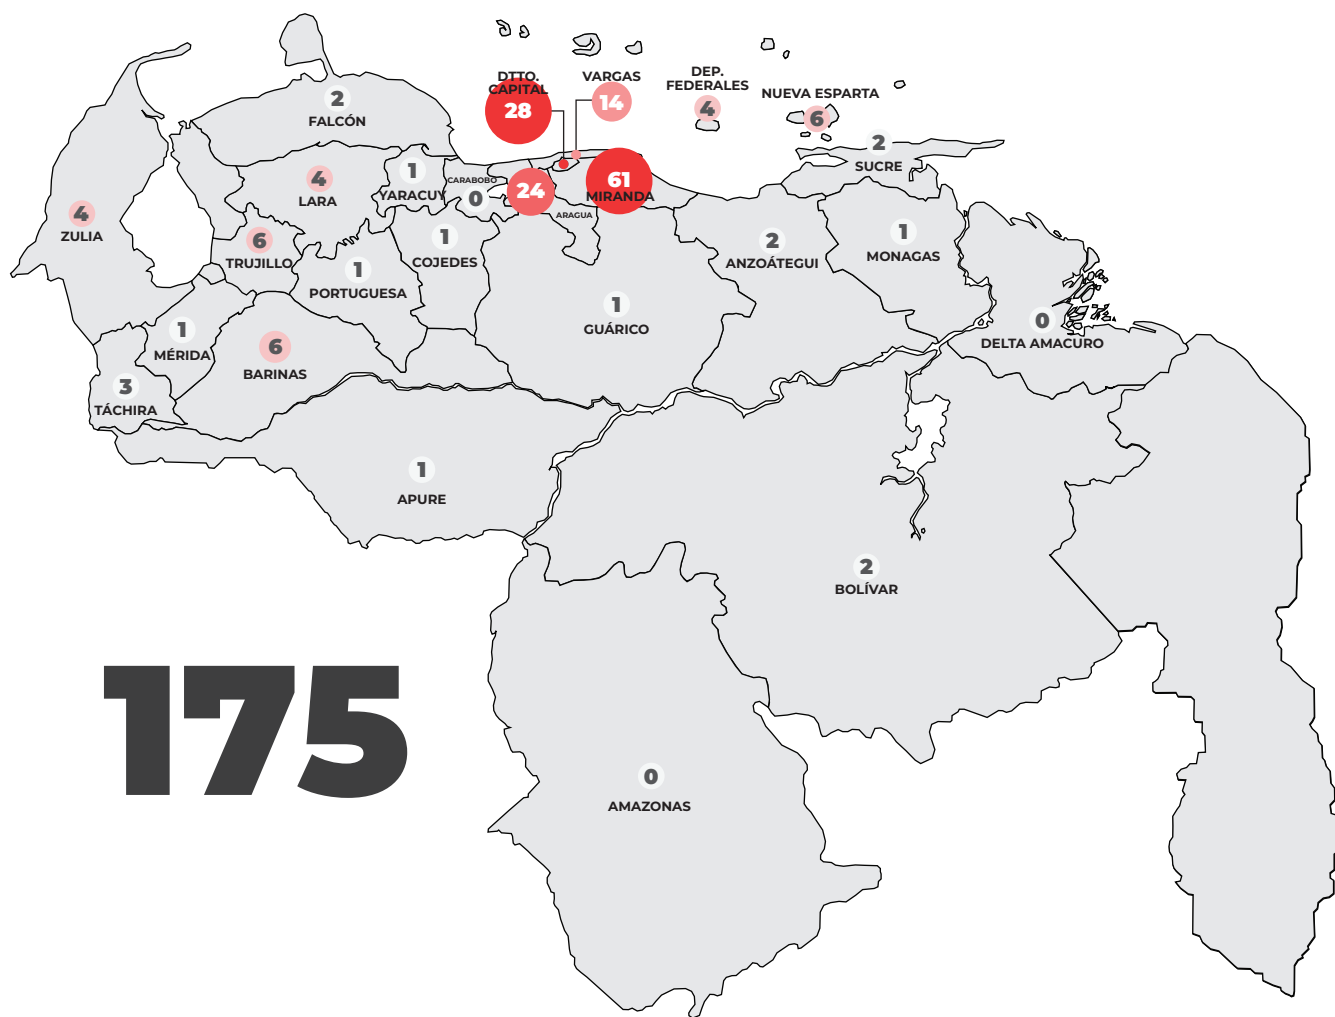 DTTO.
CAPITAL
28
VARGAS
14
DEP.
FEDERALES
4
NUEVA ESPARTA
6
2
FALCÓN
2
SUCRE
4
LARA
1
YARACUY
CARABOBO
0
24
ARAGUA
61
MIRANDA
4
ZULIA
6
TRUJILLO
1
PORTUGUESA
1
COJEDES
2
ANZOÁTEGUI
1
MONAGAS
1
GUÁRICO
0
DELTA AMACURO
1
MÉRIDA
6
BARINAS
3
TÁCHIRA
1
APURE
2
BOLÍVAR
175
0
AMAZONAS